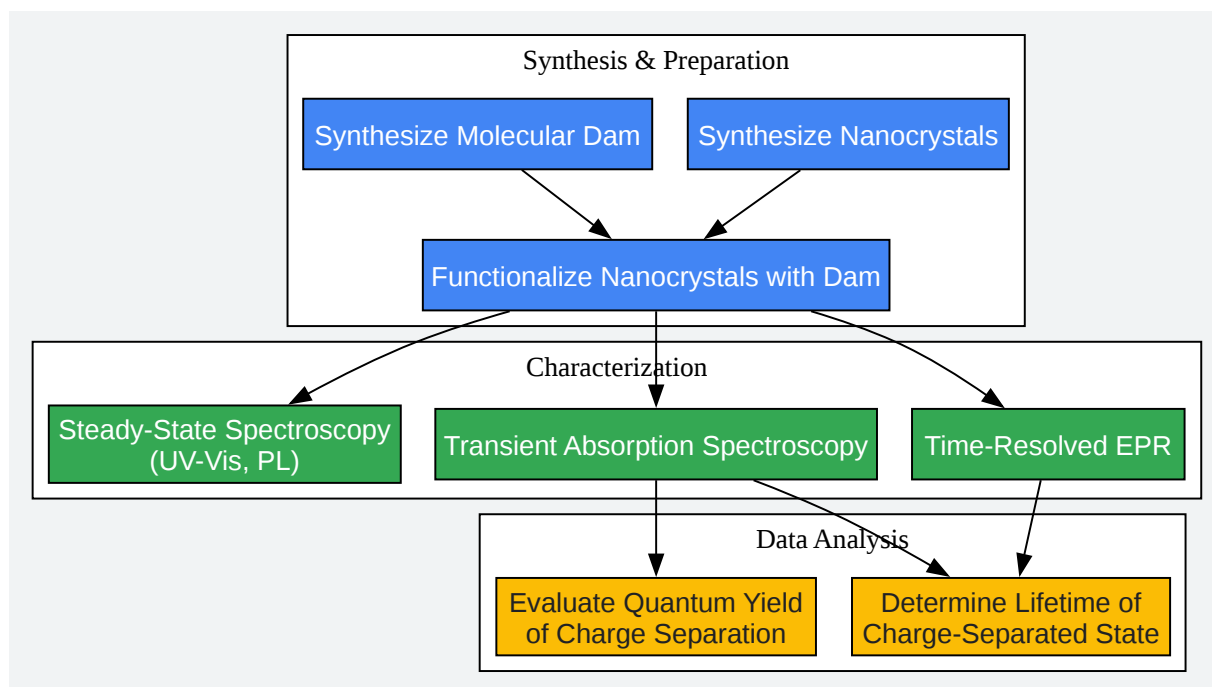 Synthesis & Preparation
Synthesize Molecular Dam
Synthesize Nanocrystals
Functionalize Nanocrystals with Dam
Characterization
Steady-State Spectroscopy
(UV-Vis, PL)
Transient Absorption Spectroscopy
Time-Resolved EPR
Data Analysis
Evaluate Quantum Yield
of Charge Separation
Determine Lifetime of
Charge-Separated State